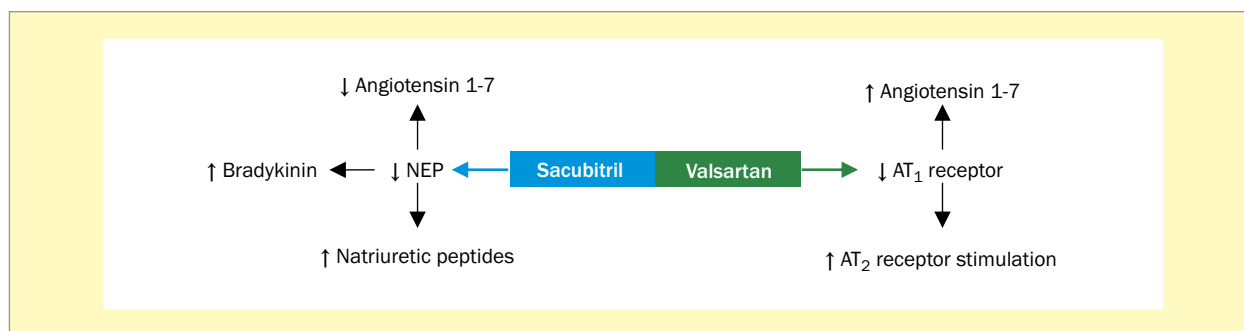 ↓ Angiotensin 1-7
↑ Angiotensin 1-7
↑ Bradykinin
↓ NEP
Sacubitril
Valsartan
↓ AT₁ receptor
↑ Natriuretic peptides
↑ AT₂ receptor stimulation